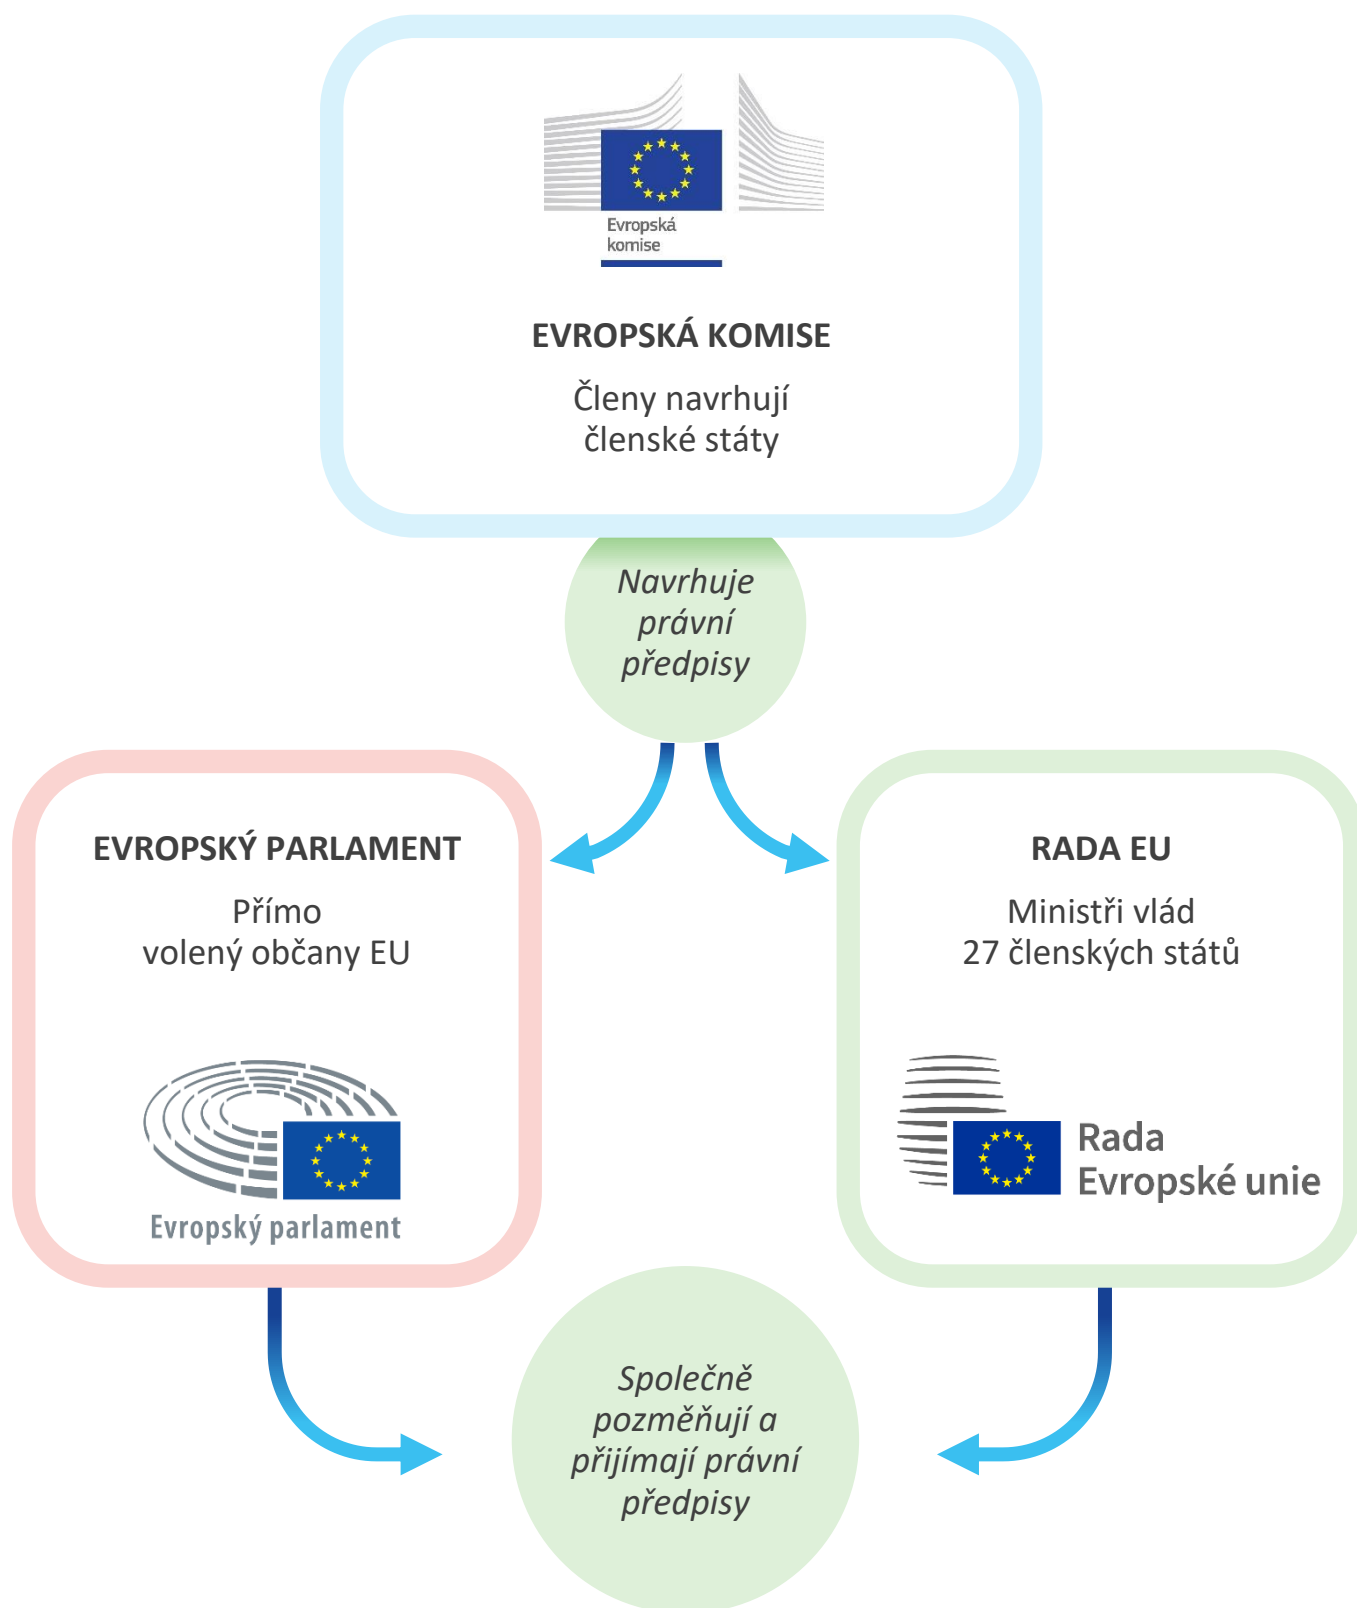 Evropská
komise
EVROPSKÁ KOMISE
Členy navrhují
členské státy
Navrhuje
právní
předpisy
EVROPSKÝ PARLAMENT
Přímo
volený občany EU
Evropský parlament
RADA EU
Ministři vlád
27 členských států
Rada
Evropské unie
Společně
pozměňují a
přijímají právní
předpisy